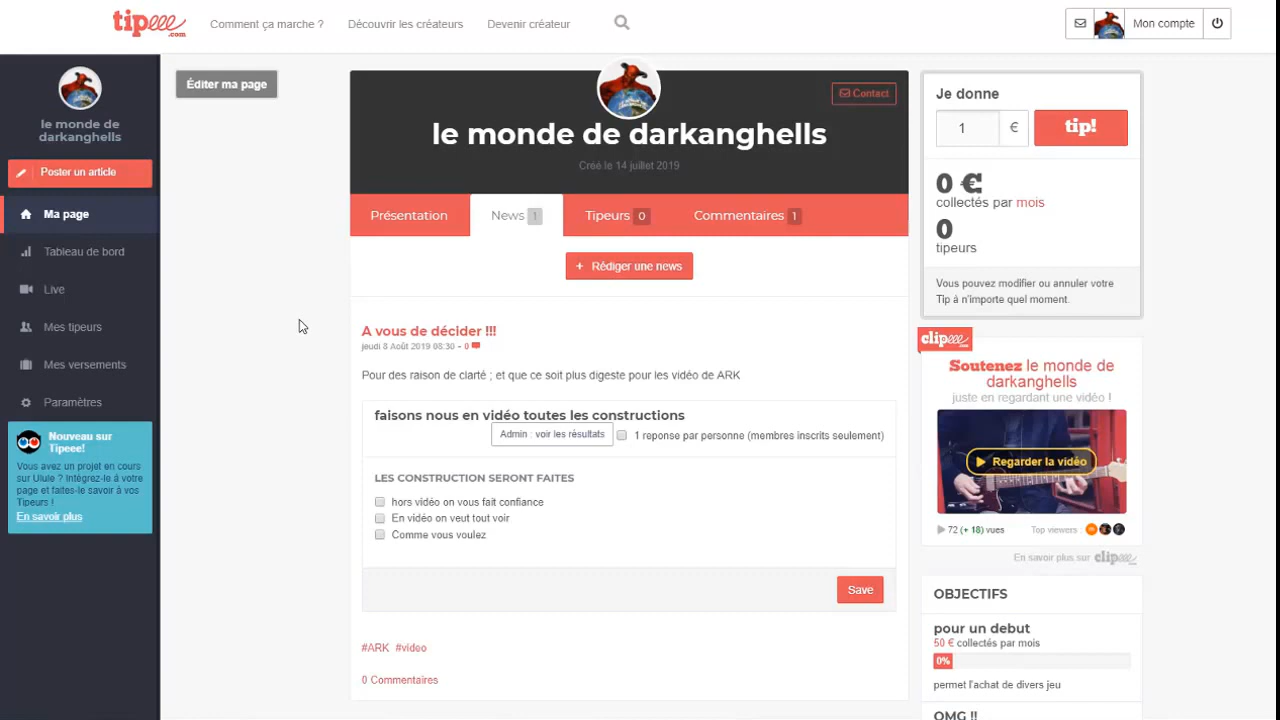 tipeee
.com
Comment ça marche ?
Découvrir les créateurs
Devenir créateur
Mon compte
le monde de
darkanghells
Poster un article
Ma page
Tableau de bord
Live
Mes tipeurs
Mes versements
Paramètres
Nouveau sur
Tipeee!
Vous avez un projet en cours
sur Ulule ? Intégrez-le à votre
page et faites-le savoir à vos
Tipeurs !
En savoir plus
Éditer ma page
Contact
le monde de darkanghells
Créé le 14 juillet 2019
Présentation
News 1
Tipeurs 0
Commentaires 1
+ Rédiger une news
A vous de décider !!!
jeudi 8 Août 2019 08:30 - 0
Pour des raison de clarté ; et que ce soit plus digeste pour les vidéo de ARK
faisons nous en vidéo toutes les constructions
Admin : voir les résultats
1 reponse par personne (membres inscrits seulement)
LES CONSTRUCTION SERONT FAITES
hors vidéo on vous fait confiance
En vidéo on veut tout voir
Comme vous voulez
Save
#ARK #video
0 Commentaires
Je donne
1 €
tip!
0 €
collectés par mois
0
tipeurs
Vous pouvez modifier ou annuler votre
Tip à n'importe quel moment.
clipeee
.com
Soutenez le monde de
darkanghells
juste en regardant une vidéo !
Regarder la vidéo
72 (+ 18) vues
Top viewers
En savoir plus sur clipeee
.com
OBJECTIFS
pour un debut
50 € collectés par mois
0%
permet l'achat de divers jeu
OMG !!